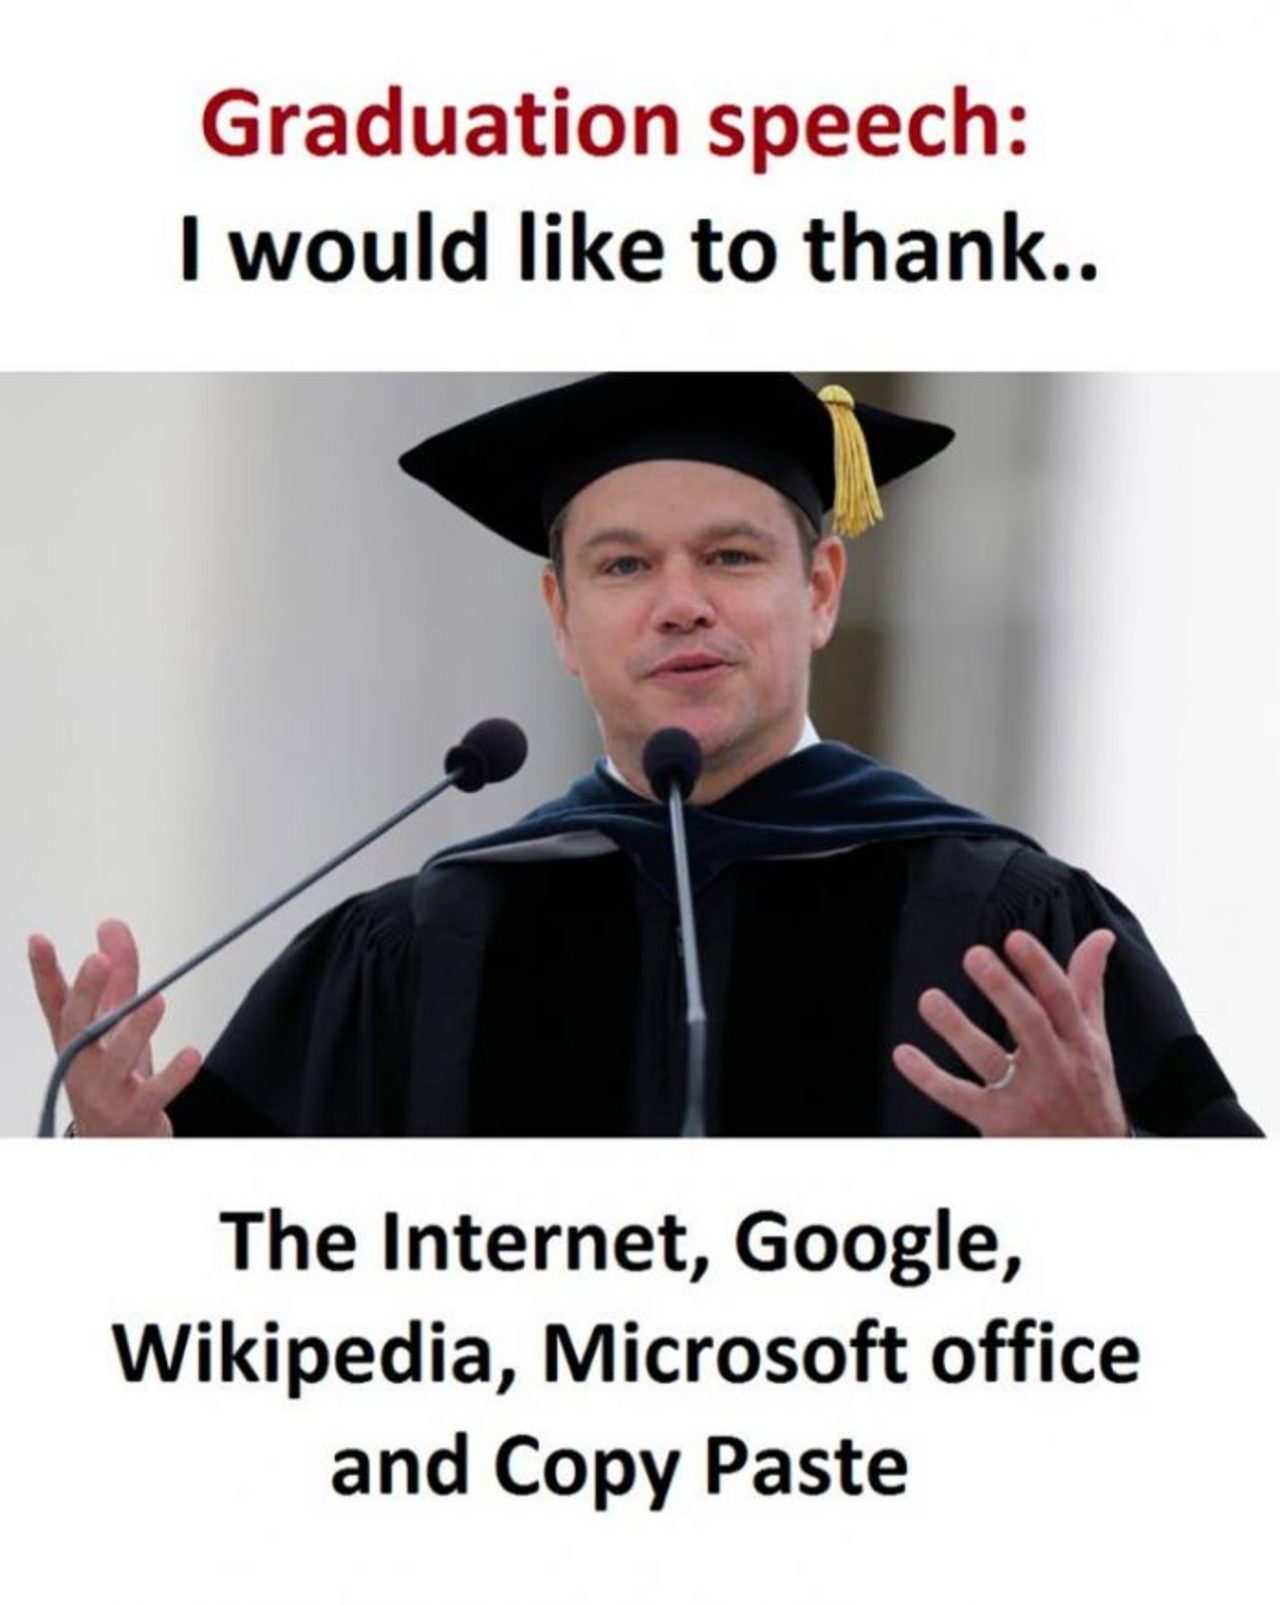 Graduation speech:
I would like to thank..
The Internet, Google,
Wikipedia, Microsoft office
and Copy Paste